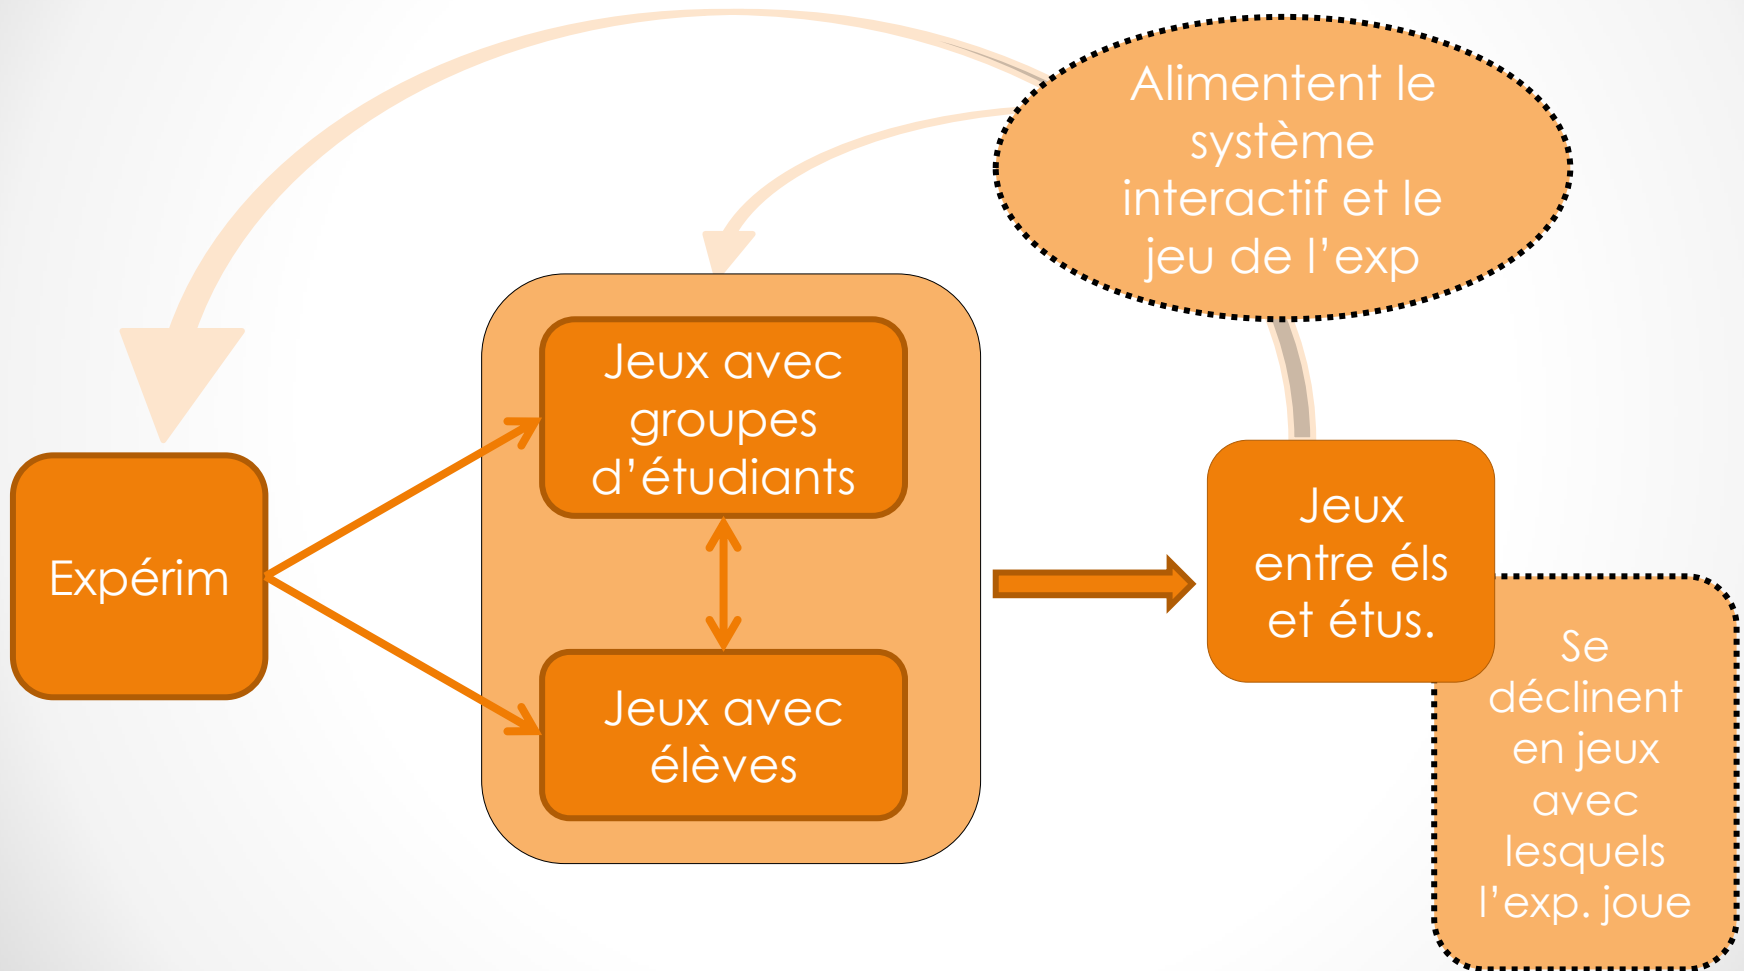 Alimentent le
système
interactif et le
jeu de l’exp
Jeux avec
groupes
d’étudiants
Expérim
Jeux avec
élèves
Jeux
entre éls
et étus.
Se
déclinent
en jeux
avec
lesquels
l’exp. joue